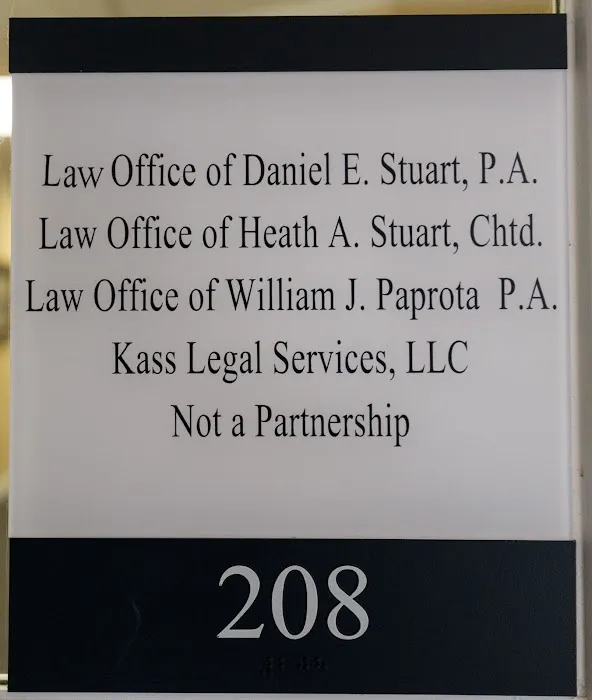 Law Office of Daniel E. Stuart, P.A.
Law Office of Heath A. Stuart, Chtd.
Law Office of William J. Paprota P.A.
Kass Legal Services, LLC
Not a Partnership
208